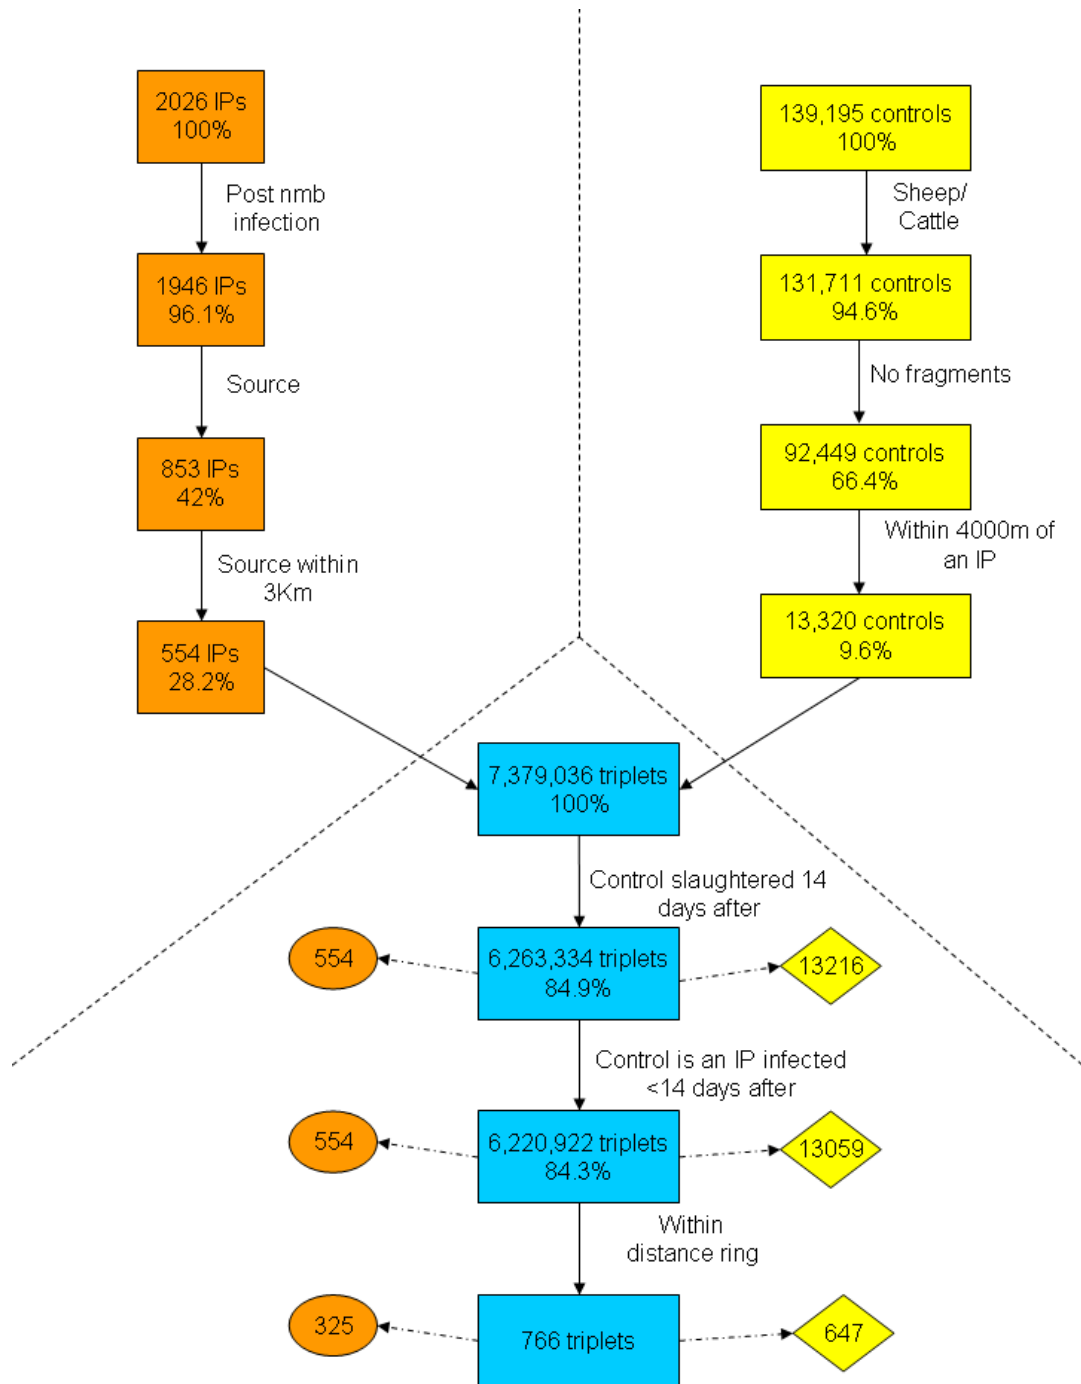 2026 IPs
100%
Post nmb
infection
1946 IPs
96.1%
Source
853 IPs
42%
Source within
3Km
554 IPs
28.2%
139,195 controls
100%
Sheep/
Cattle
131,711 controls
94.6%
No fragments
92,449 controls
66.4%
Within 4000m of
an IP
13,320 controls
9.6%
7,379,036 triplets
100%
Control slaughtered 14
days after
554
6,263,334 triplets
84.9%
13216
Control is an IP infected
<14 days after
554
6,220,922 triplets
84.3%
13059
Within
distance ring
325
766 triplets
647